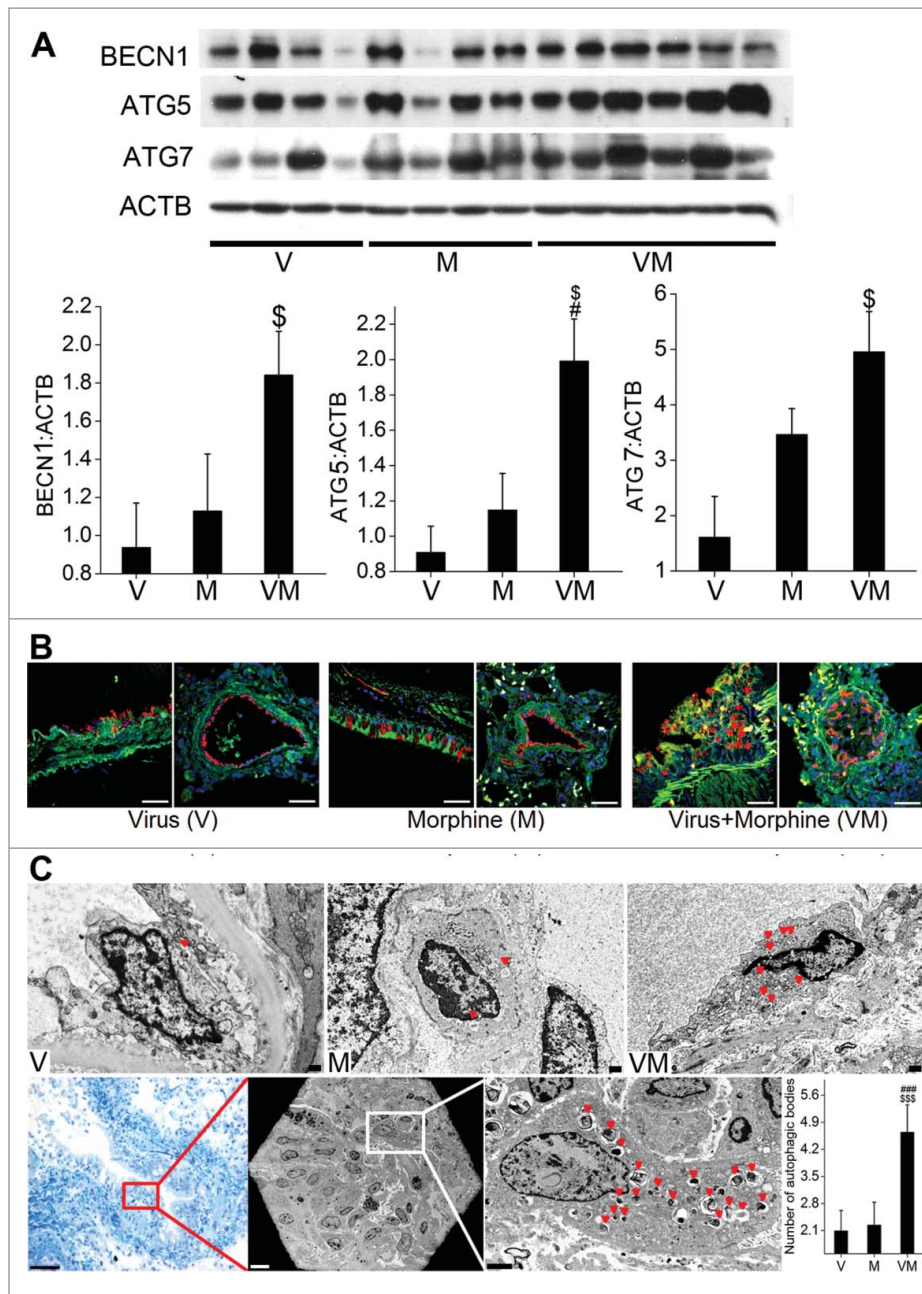 A
BECN1
ATG5
ATG7
ACTB
V M VM
BECN1:ACTB
2.2
2.0
1.8
1.6
1.4
1.2
1.0
0.8
$
V M VM
ATG5:ACTB
2.2
2.0
1.8
1.6
1.4
1.2
1.0
0.8
$
#
V M VM
ATG 7:ACTB
6
5
4
3
2
1
$
V M VM
B
Virus (V) Morphine (M) Virus+Morphine (VM)
C
V M VM
Number of autophagic bodies
5.6
4.9
4.2
3.5
2.8
2.1
###
$$$
V M VM